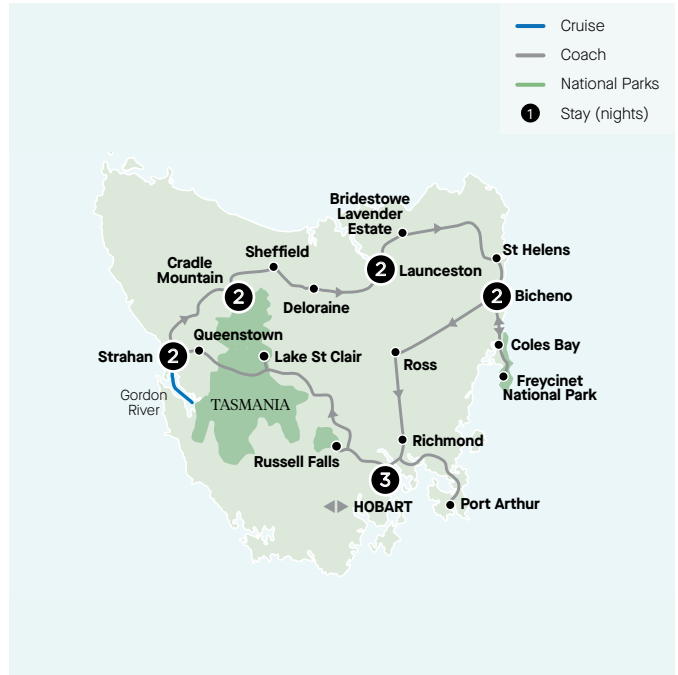 Cruise
Coach
National Parks
1 Stay (nights)
Bridestowe
Lavender
Estate
St Helens
Sheffield
Cradle
Mountain
2 Launceston
2
2 Bicheno
Deloraine
Queenstown
Coles Bay
Strahan 2
Lake St Clair
Ross
Freycinet
National Park
Gordon
River
TASMANIA
Richmond
Russell Falls
3
HOBART
Port Arthur